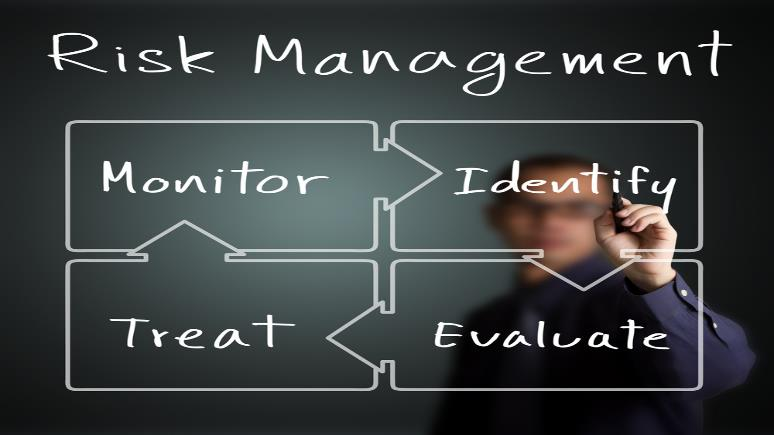 Risk Management
Monitor
Identify
Treat
Evaluate